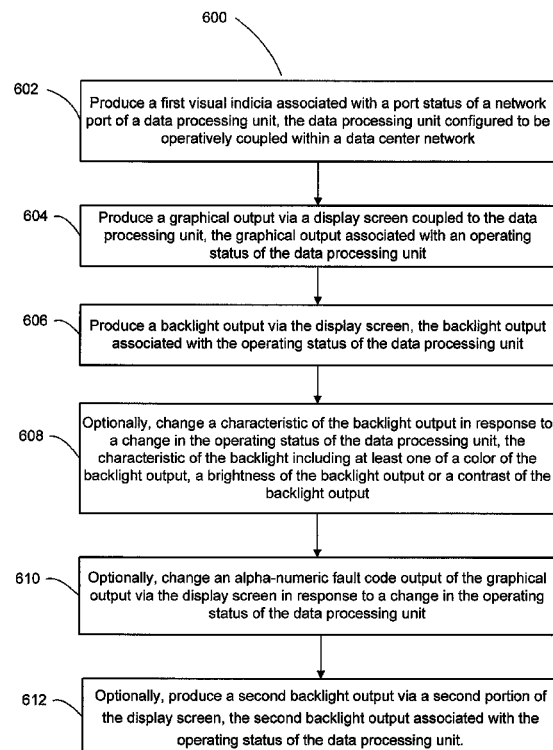 600
602
Produce a first visual indicia associated with a port status of a network
port of a data processing unit, the data processing unit configured to be
operatively coupled within a data center network
604
Produce a graphical output via a display screen coupled to the data
processing unit, the graphical output associated with an operating
status of the data processing unit
606
Produce a backlight output via the display screen, the backlight output
associated with the operating status of the data processing unit
608
Optionally, change a characteristic of the backlight output in response to
a change in the operating status of the data processing unit, the
characteristic of the backlight including at least one of a color of the
backlight output, a brightness of the backlight output or a contrast of the
backlight output
610
Optionally, change an alpha-numeric fault code output of the graphical
output via the display screen in response to a change in the operating
status of the data processing unit
612
Optionally, produce a second backlight output via a second portion of
the display screen, the second backlight output associated with the
operating status of the data processing unit.